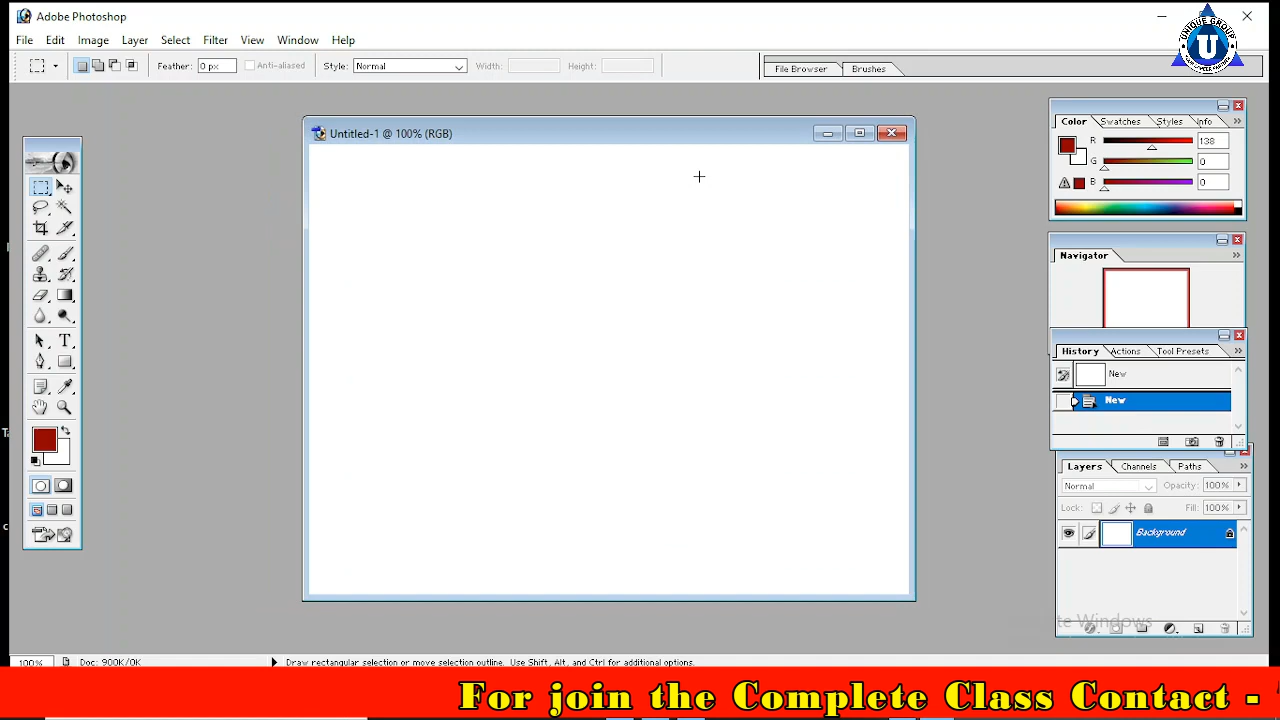 Adobe Photoshop
UNIQUE GROUP
U
File Edit Image Layer Select Filter View Window Help
Feather: 0 px Anti-aliased Style: Normal Width: Height: File Browser Brushes
Untitled-1 @ 100% (RGB)
Color Swatches Styles Info
R 138
G 0
B 0
Navigator
History Actions Tool Presets
New
New
Layers Channels Paths
Normal Opacity: 100%
Lock: Fill: 100%
Background
te Windows
100% Doc: 900K/0K Draw rectangular selection or move selection outline. Use Shift, Alt, and Ctrl for additional options.
For join the Complete Class Contact -